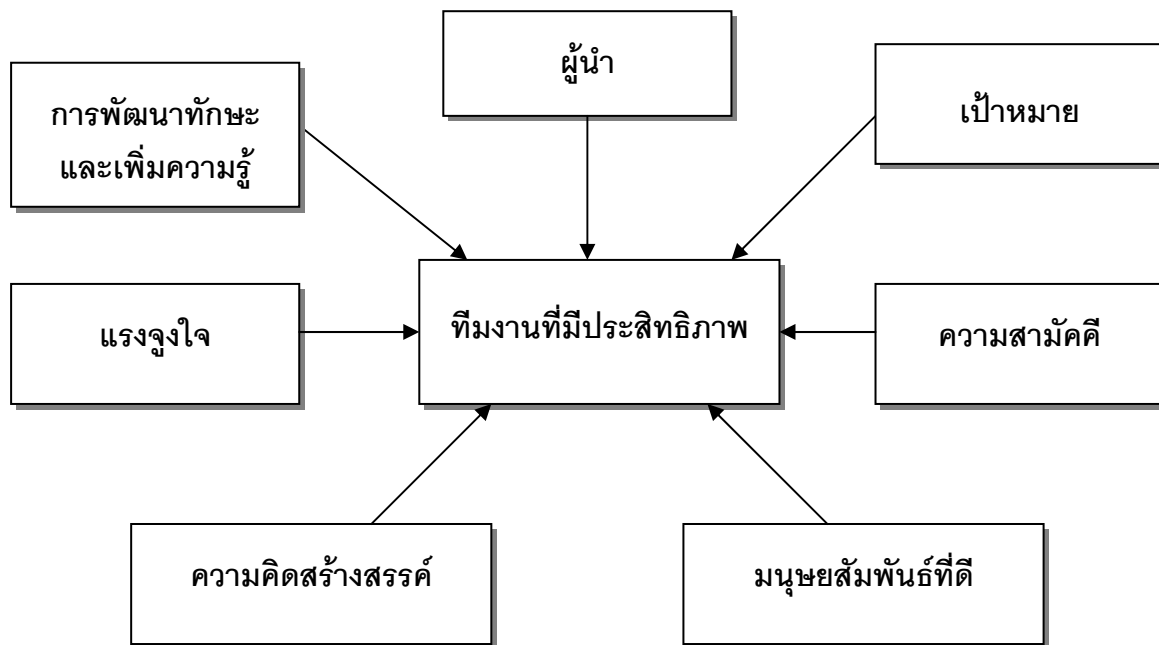 ผู้นำ
การพัฒนาทักษะ
และเพิ่มความรู้
เป้าหมาย
แรงจูงใจ
ทีมงานที่มีประสิทธิภาพ
ความสามัคคี
ความคิดสร้างสรรค์
มนุษยสัมพันธ์ที่ดี